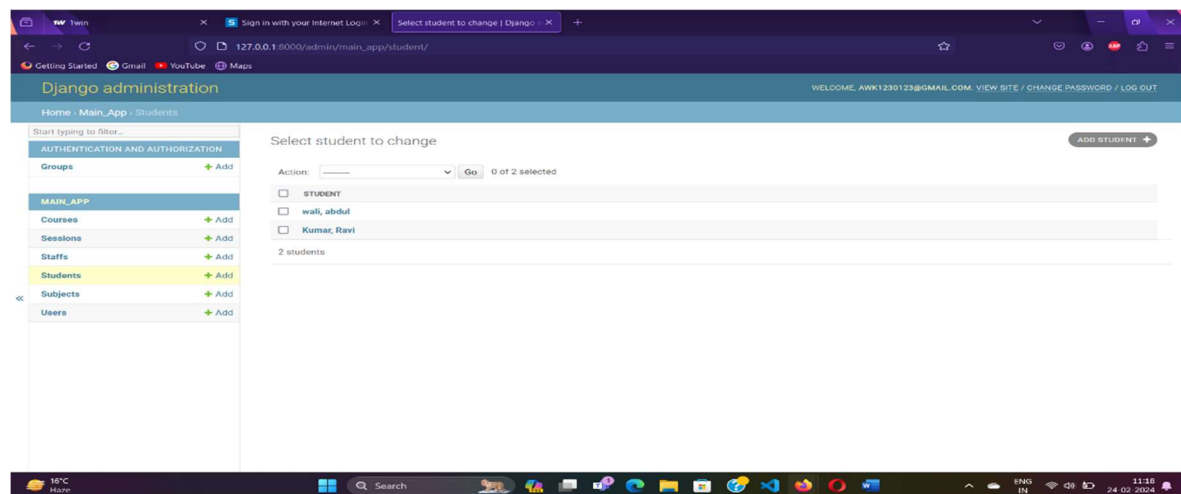 1win
Sign in with your Internet Login
Select student to change | Django
127.0.0.1:8000/admin/main_app/student/
Getting Started Gmail YouTube Maps
Django administration
WELCOME, AWK1230123@GMAIL.COM. VIEW SITE / CHANGE PASSWORD / LOG OUT
Home › Main_App › Students
Start typing to filter...
AUTHENTICATION AND AUTHORIZATION
Groups + Add
MAIN_APP
Courses + Add
Sessions + Add
Staffs + Add
Students + Add
Subjects + Add
Users + Add
Select student to change
ADD STUDENT +
Action: --------- Go 0 of 2 selected
STUDENT
wali, abdul
Kumar, Ravi
2 students
16°C
Haze
Search
ENG
IN
11:18
24-02-2024